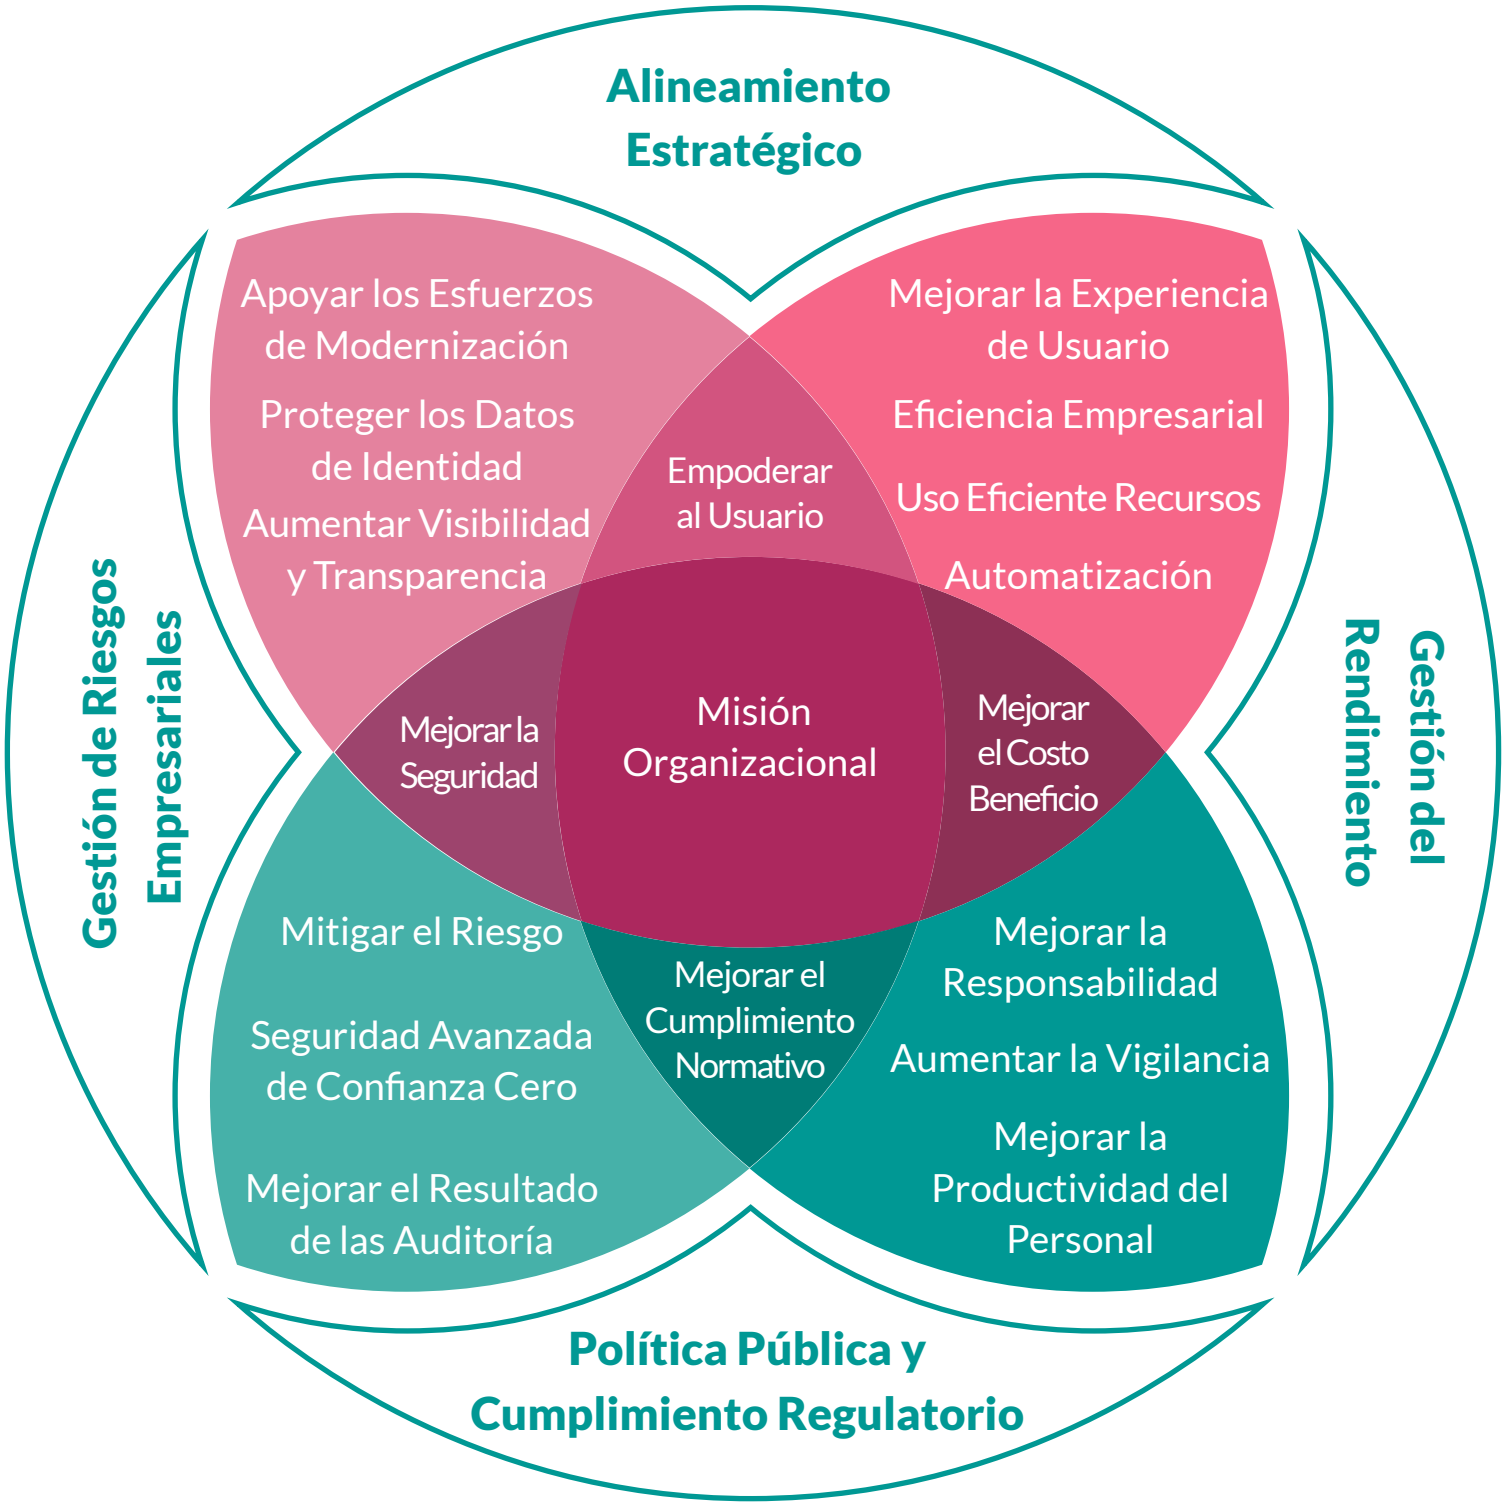 Alineamiento
Estratégico
Apoyar los Esfuerzos
de Modernización
Proteger los Datos
de Identidad
Aumentar Visibilidad
y Transparencia
Mejorar la Experiencia
de Usuario
Eficiencia Empresarial
Uso Eficiente Recursos
Automatización
Empoderar
al Usuario
Gestión de Riesgos
Empresariales
Mejorar la
Seguridad
Misión
Organizacional
Mejorar
el Costo
Beneficio
Gestión del
Rendimiento
Mitigar el Riesgo
Seguridad Avanzada
de Confianza Cero
Mejorar el Resultado
de las Auditoría
Mejorar el
Cumplimiento
Normativo
Mejorar la
Responsabilidad
Aumentar la Vigilancia
Mejorar la
Productividad del
Personal
Política Pública y
Cumplimiento Regulatorio